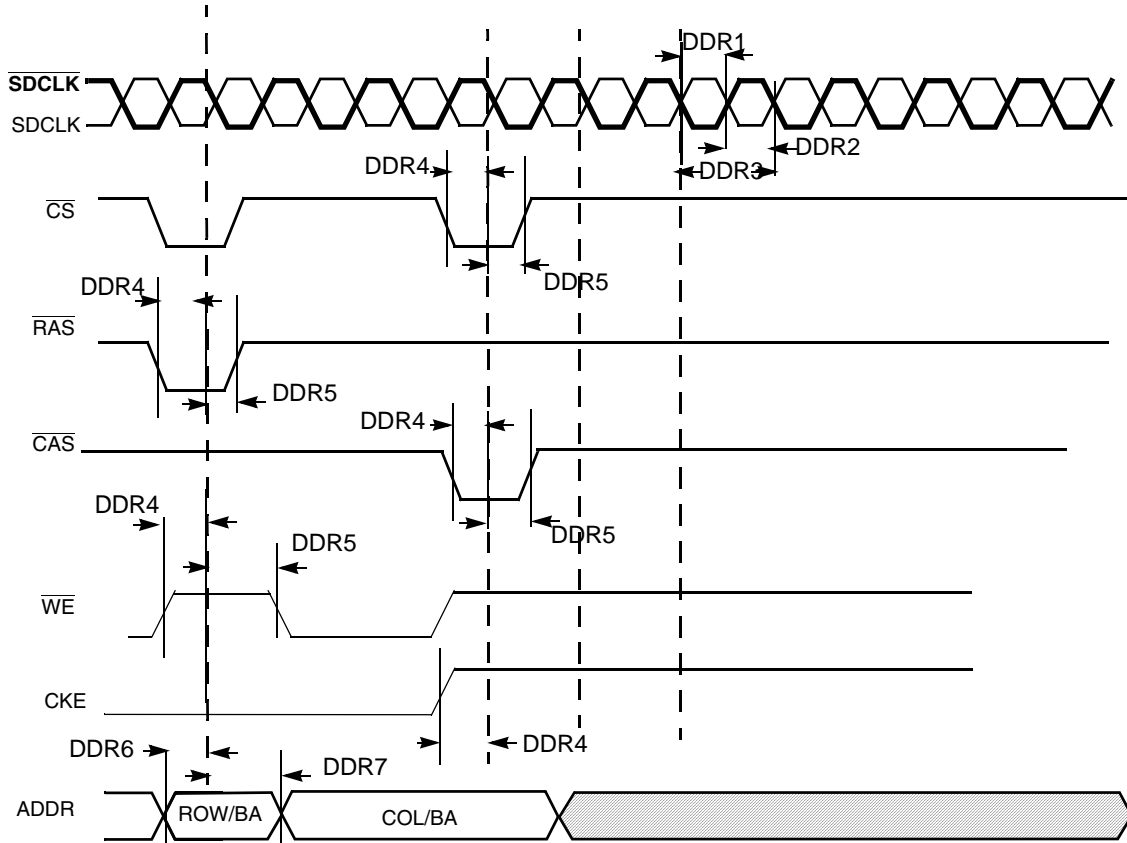 DDR1
SDCLK
SDCLK
DDR2
DDR4
DDR3
CS
DDR5
DDR4
RAS
DDR5
DDR4
CAS
DDR4
DDR5
DDR5
WE
CKE
DDR4
DDR6
DDR7
ADDR
ROW/BA
COL/BA